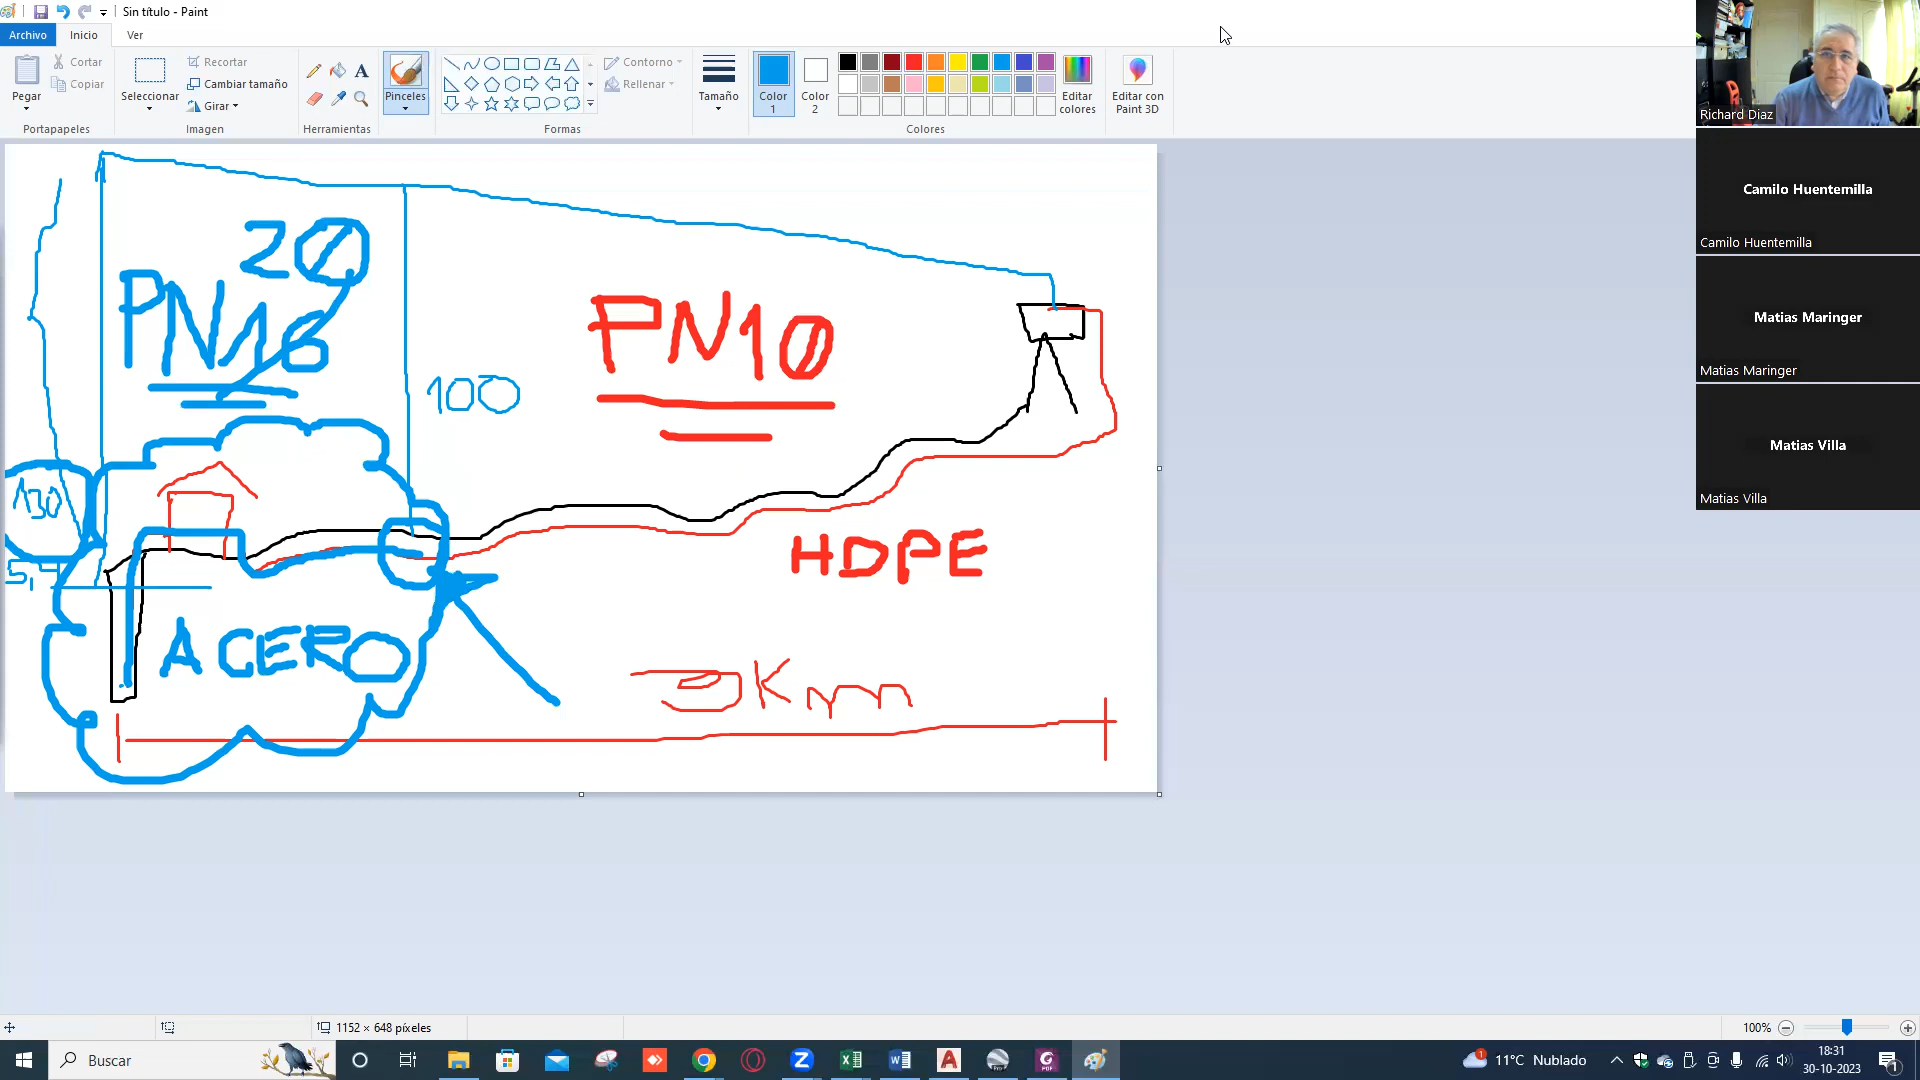 Sin título - Paint
Archivo Inicio Ver
Pegar
Cortar
Copiar
Portapapeles
Seleccionar
Recortar
Cambiar tamaño
Girar
Imagen
Herramientas
Pinceles
Formas
Contorno
Rellenar
Tamaño
Color 1
Color 2
Editar colores
Colores
Editar con Paint 3D
Richard Diaz
Camilo Huentemilla
Camilo Huentemilla
Matias Maringer
Matias Maringer
Matias Villa
Matias Villa
20
PN16
PN10
100
130
HDPE
ACERO
3Km
1152 × 648 píxeles
100%
Buscar
11°C Nublado
18:31
30-10-2023